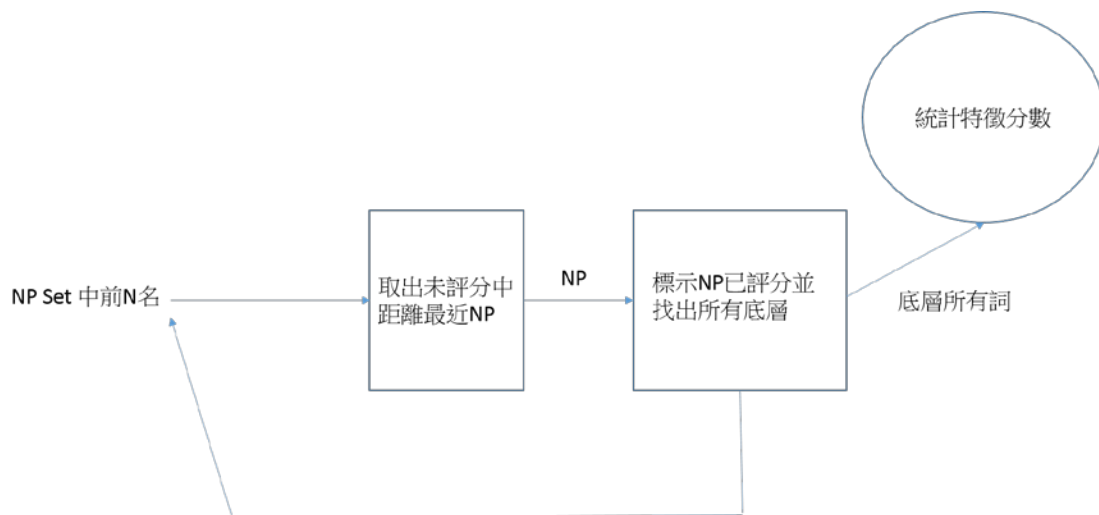 統計特徵分數
NP Set 中前N名
取出未評分中
距離最近NP
NP
標示NP已評分並
找出所有底層
底層所有詞